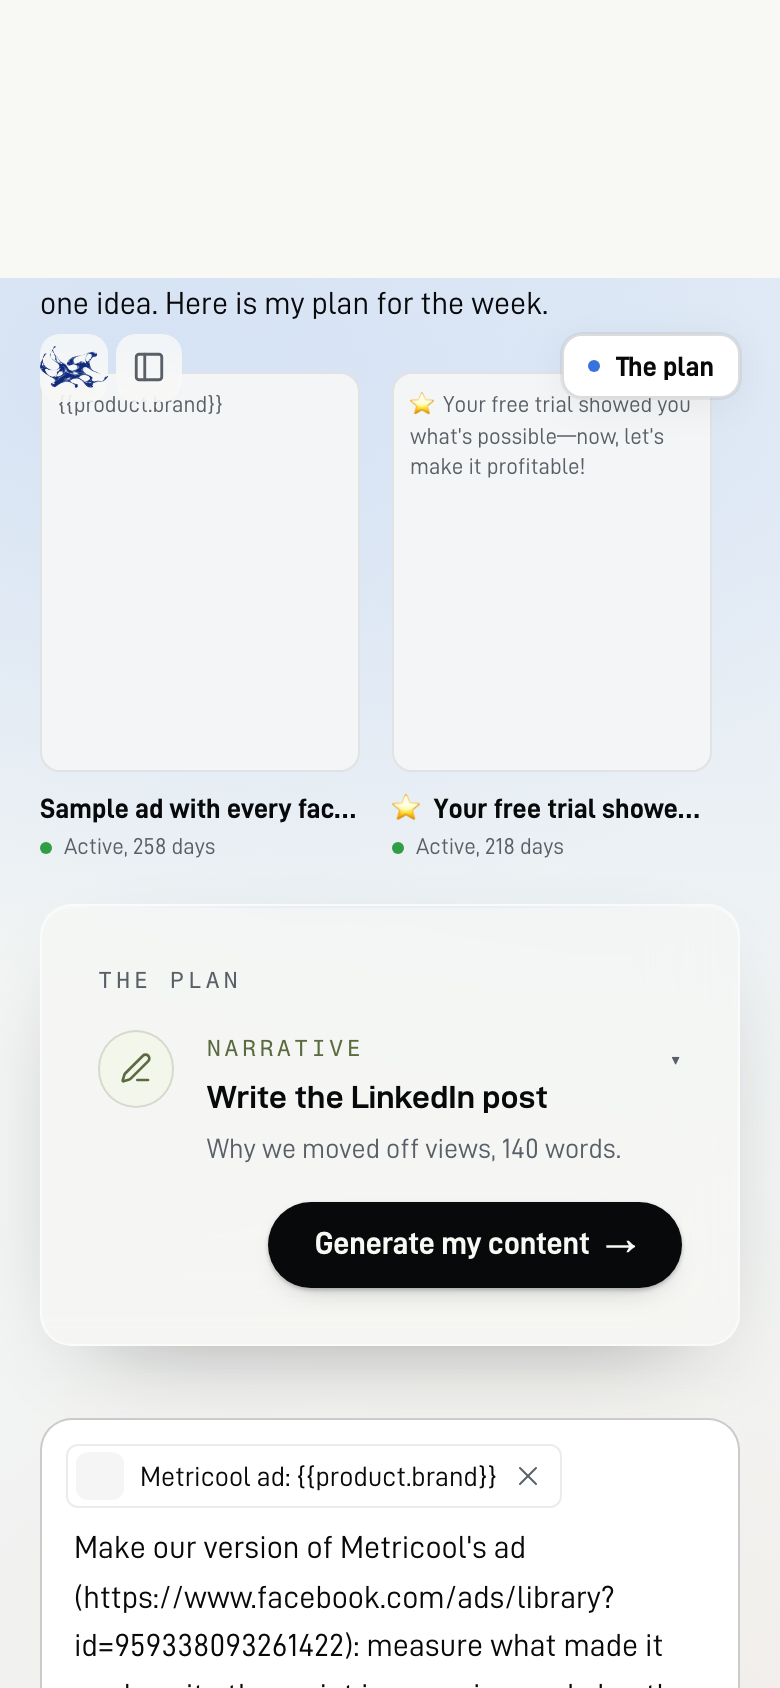 one idea. Here is my plan for the week.
The plan
{{product.brand}}
⭐ Your free trial showed you
what's possible—now, let's
make it profitable!
Sample ad with every fac...
⭐ Your free trial showe...
Active, 258 days
Active, 218 days
THE PLAN
NARRATIVE
Write the LinkedIn post
Why we moved off views, 140 words.
Generate my content →
Metricool ad: {{product.brand}}
Make our version of Metricool's ad
(https://www.facebook.com/ads/library?
id=959338093261422): measure what made it